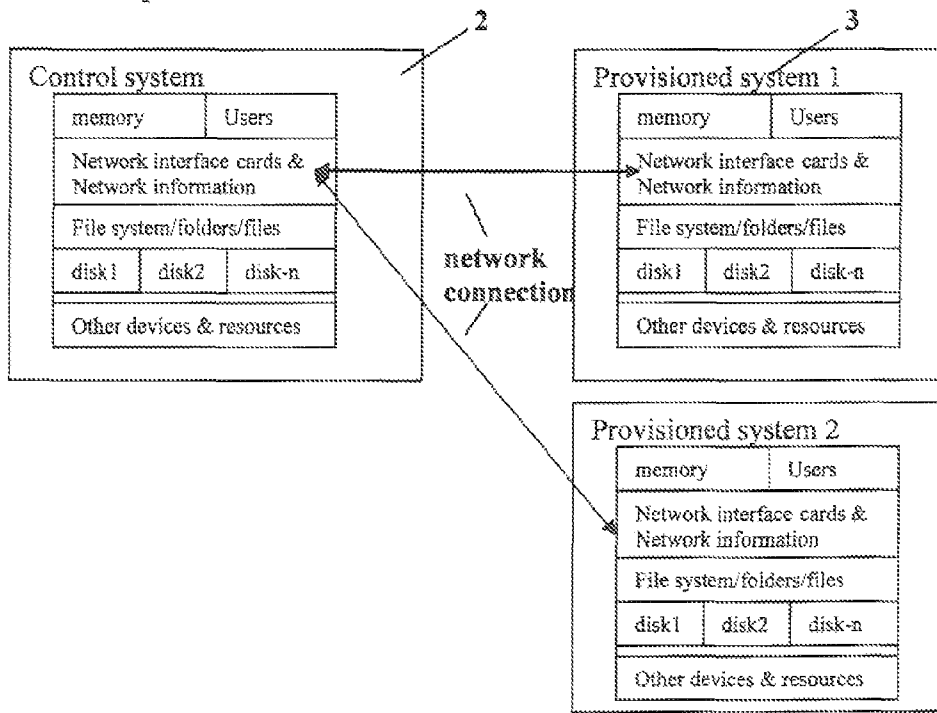 2
3
Control system
memory Users
Network interface cards &
Network information
File system/folders/files
disk1 disk2 disk-n
Other devices & resources
network
connection
Provisioned system 1
memory Users
Network interface cards &
Network information
File system/folders/files
disk1 disk2 disk-n
Other devices & resources
Provisioned system 2
memory Users
Network interface cards &
Network information
File system/folders/files
disk1 disk2 disk-n
Other devices & resources